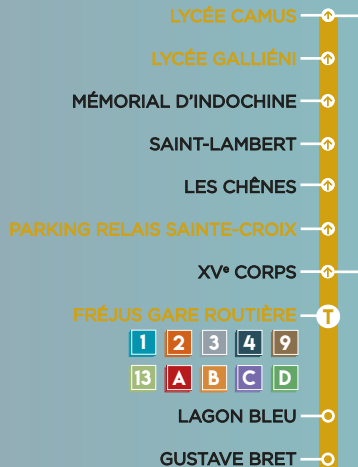 LYCÉE CAMUS
LYCÉE GALLIÉNI
MÉMORIAL D'INDOCHINE
SAINT-LAMBERT
LES CHÊNES
PARKING RELAIS SAINTE-CROIX
XVᵉ CORPS
FRÉJUS GARE ROUTIÈRE T
1 2 3 4 9
13 A B C D
LAGON BLEU
GUSTAVE BRET